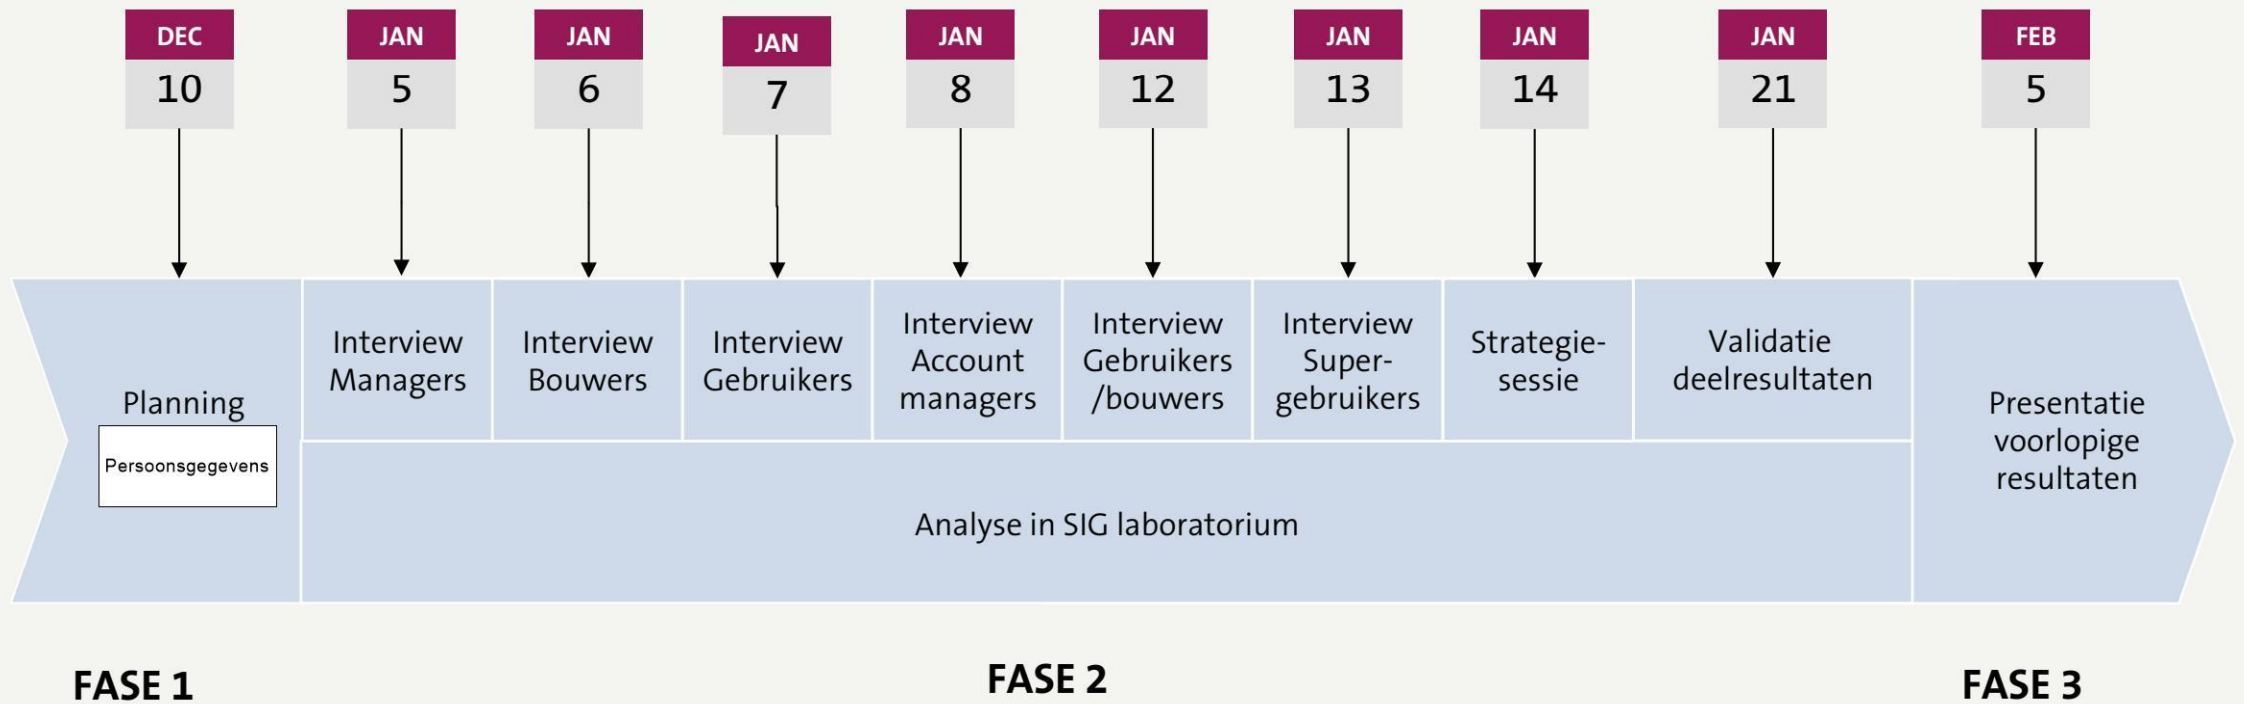 DEC
10
JAN
5
JAN
6
JAN
7
JAN
8
JAN
12
JAN
13
JAN
14
JAN
21
FEB
5
Planning
Persoonsgegevens
Interview
Managers
Interview
Bouwers
Interview
Gebruikers
Interview
Account
managers
Interview
Gebruikers
/bouwers
Interview
Super-
gebruikers
Strategie-
sessie
Validatie
deelresultaten
Presentatie
voorlopige
resultaten
Analyse in SIG laboratorium
FASE 1
FASE 2
FASE 3